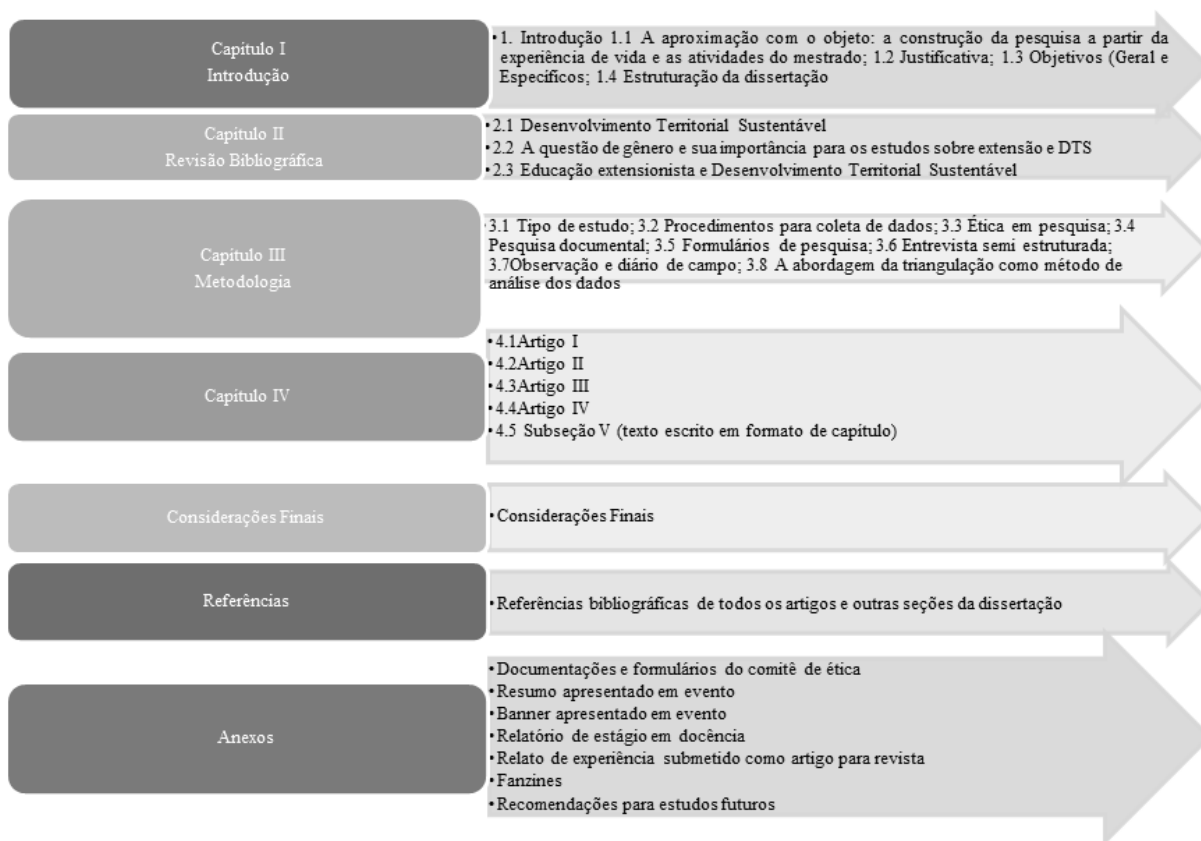 Capitulo I
Introdução
•1. Introdução 1.1 A aproximação com o objeto: a construção da pesquisa a partir da
experiência de vida e as atividades do mestrado; 1.2 Justificativa; 1.3 Objetivos (Geral e
Específicos; 1.4 Estruturação da dissertação
Capítulo II
Revisão Bibliográfica
•2.1 Desenvolvimento Territorial Sustentável
•2.2 A questão de gênero e sua importância para os estudos sobre extensão e DTS
•2.3 Educação extensionista e Desenvolvimento Territorial Sustentável
Capítulo III
Metodologia
•3.1 Tipo de estudo; 3.2 Procedimentos para coleta de dados; 3.3 Ética em pesquisa; 3.4
Pesquisa documental; 3.5 Formulários de pesquisa; 3.6 Entrevista semi estruturada;
3.7Observação e diário de campo; 3.8 A abordagem da triangulação como método de
análise dos dados
Capítulo IV
•4.1Artigo I
•4.2Artigo II
•4.3Artigo III
•4.4Artigo IV
•4.5 Subseção V (texto escrito em formato de capítulo)
Considerações Finais
•Considerações Finais
Referências
•Referências bibliográficas de todos os artigos e outras seções da dissertação
Anexos
•Documentações e formulários do comitê de ética
•Resumo apresentado em evento
•Banner apresentado em evento
•Relatório de estágio em docência
•Relato de experiência submetido como artigo para revista
•Fanzines
•Recomendações para estudos futuros